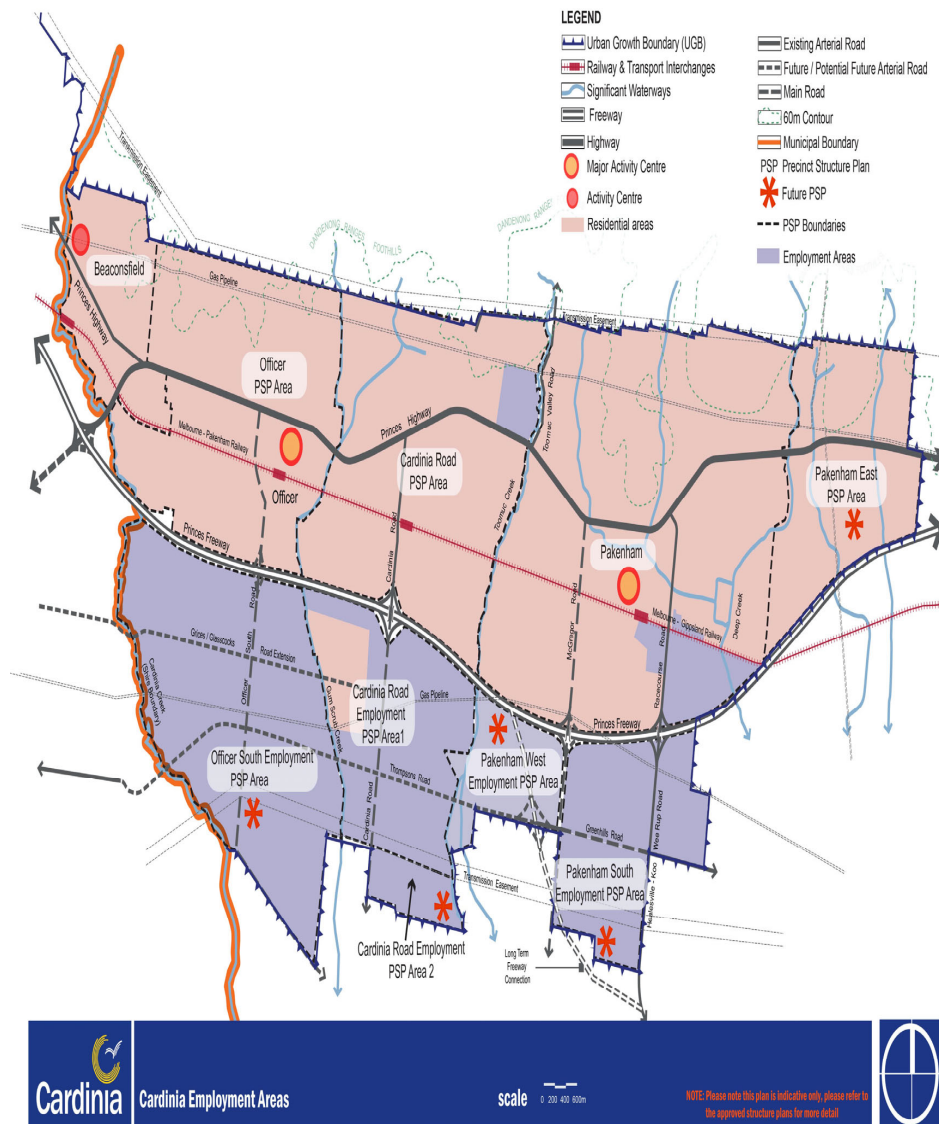 LEGEND
Urban Growth Boundary (UGB)
Railway & Transport Interchanges
Significant Waterways
Freeway
Highway
Major Activity Centre
Activity Centre
Residential areas
Existing Arterial Road
Future / Potential Future Arterial Road
Main Road
60m Contour
Municipal Boundary
PSP Precinct Structure Plan
Future PSP
PSP Boundaries
Employment Areas
Transmission Easement
DANDENONG RANGES
FOOTHILLS
DANDENONG RANGES
Beaconsfield
Gas Pipeline
Transmission Easement
Princes Highway
Officer
PSP Area
Toomuc Valley Road
Princes Highway
Melbourne - Pakenham Railway
Cardinia Road
PSP Area
Pakenham East
PSP Area
Officer
Toomuc Creek
Princes Freeway
Cardinia Road
Pakenham
McGregor Road
Melbourne - Gippsland Railway
Deep Creek
Racecourse Road
Grices / Glasscocks
Road Extension
Officer South Road
Cardinia Creek
(Shire Boundary)
Gum Scrub Creek
Cardinia Road
Employment
PSP Area1
Gas Pipeline
Princes Freeway
Officer South Employment
PSP Area
Pakenham West
Employment PSP Area
Thompsons Road
Cardinia Road
Greenhills Road
Healesville - Koo Wee Rup Road
Pakenham South
Employment PSP Area
Transmission Easement
Cardinia Road Employment
PSP Area 2
Long Term
Freeway
Connection
Cardinia
Cardinia Employment Areas
scale
0 200 400 600m
NOTE: Please note this plan is indicative only, please refer to
the approved structure plans for more detail